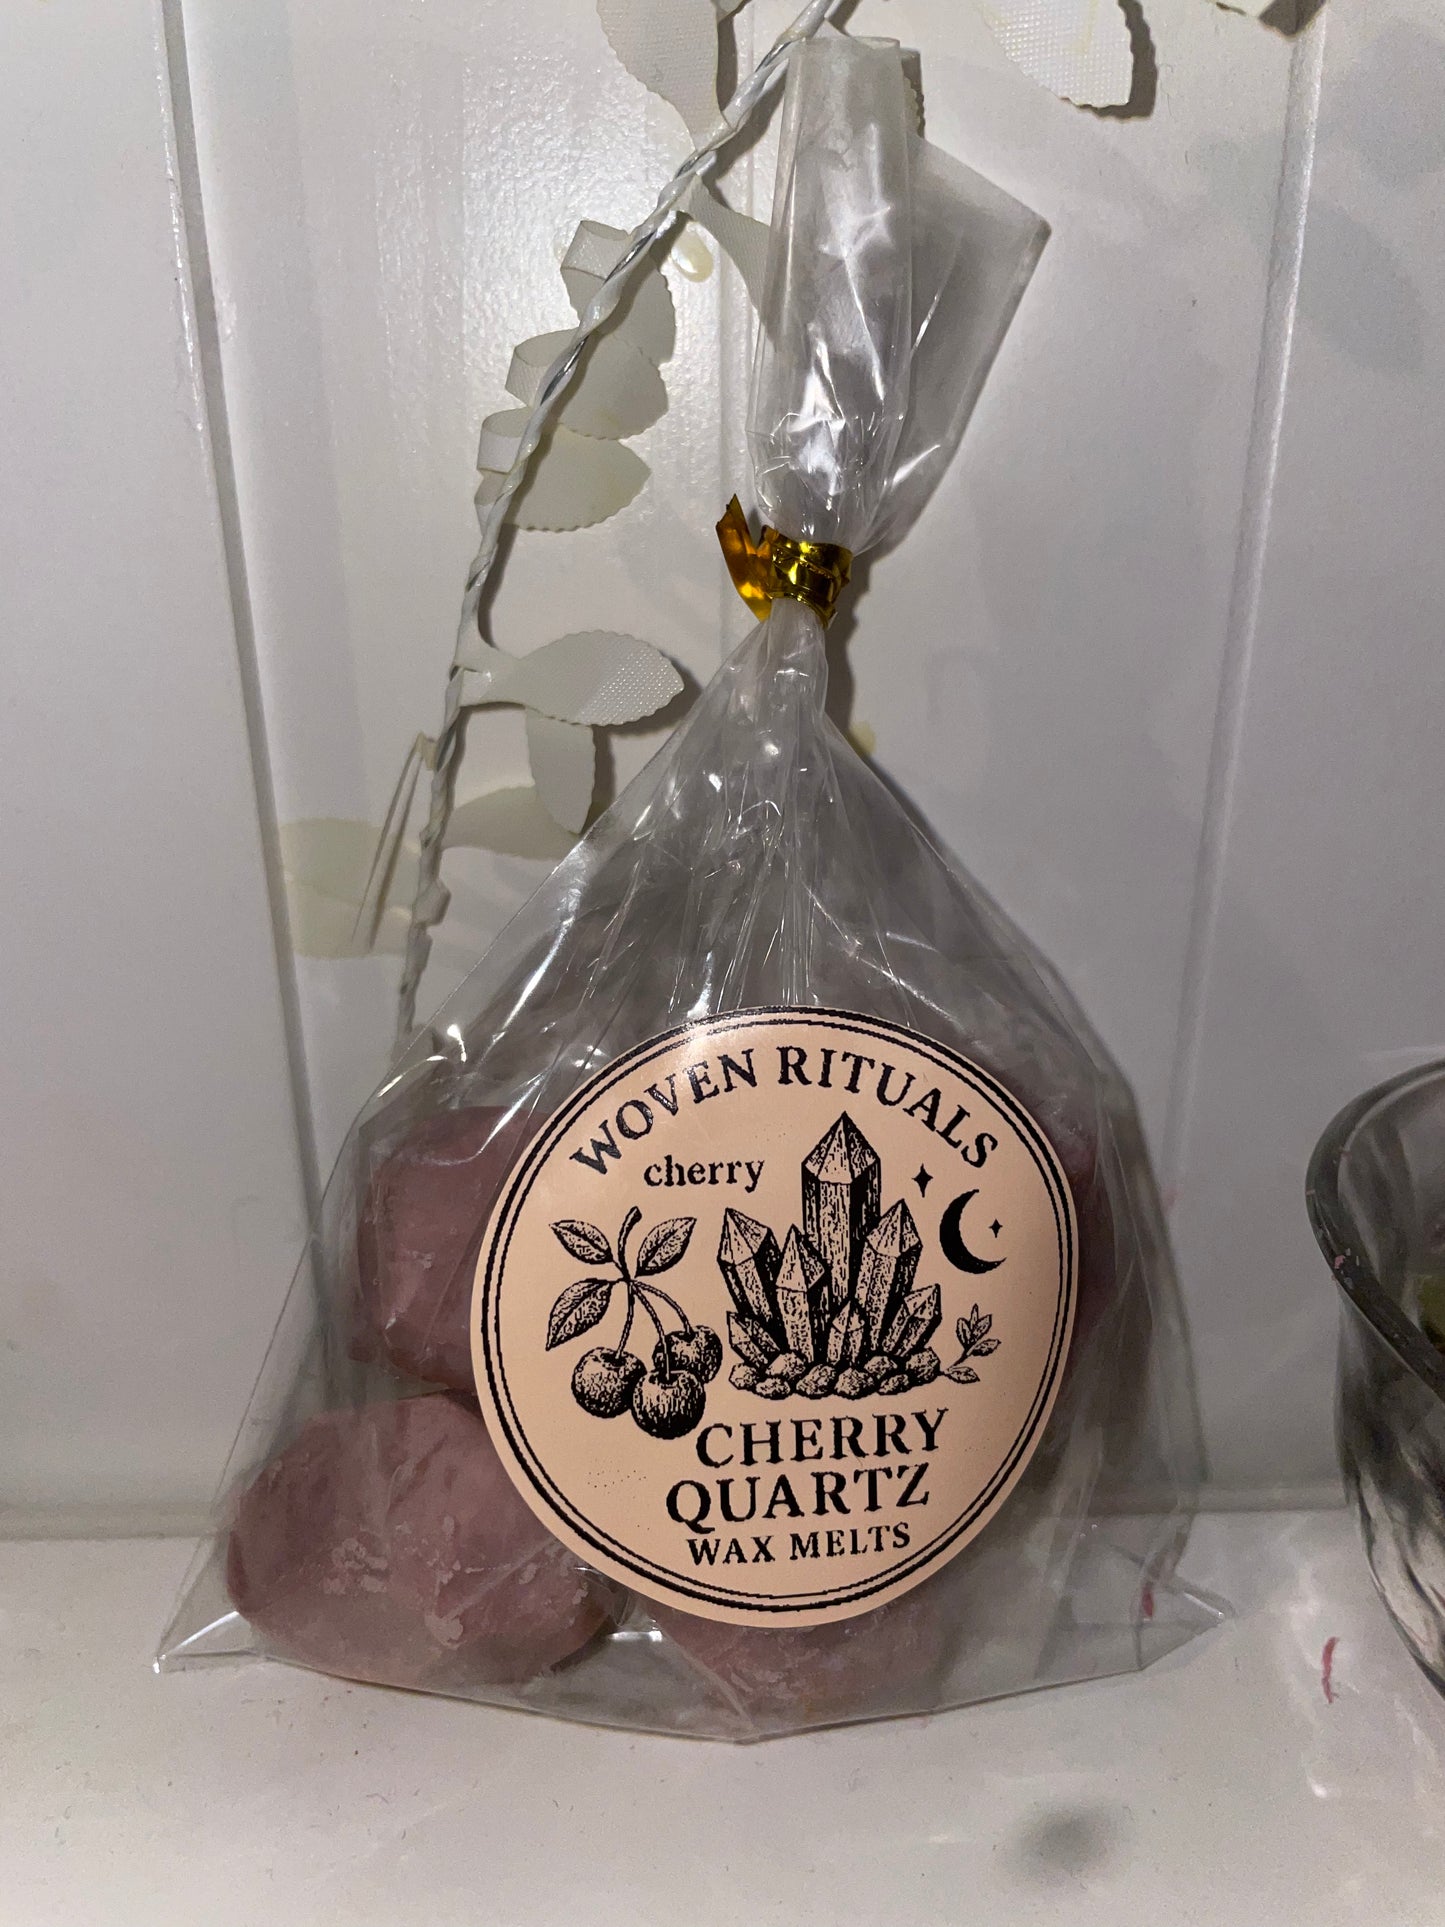 WOVEN RITUALS
cherry
CHERRY
QUARTZ
WAX MELTS